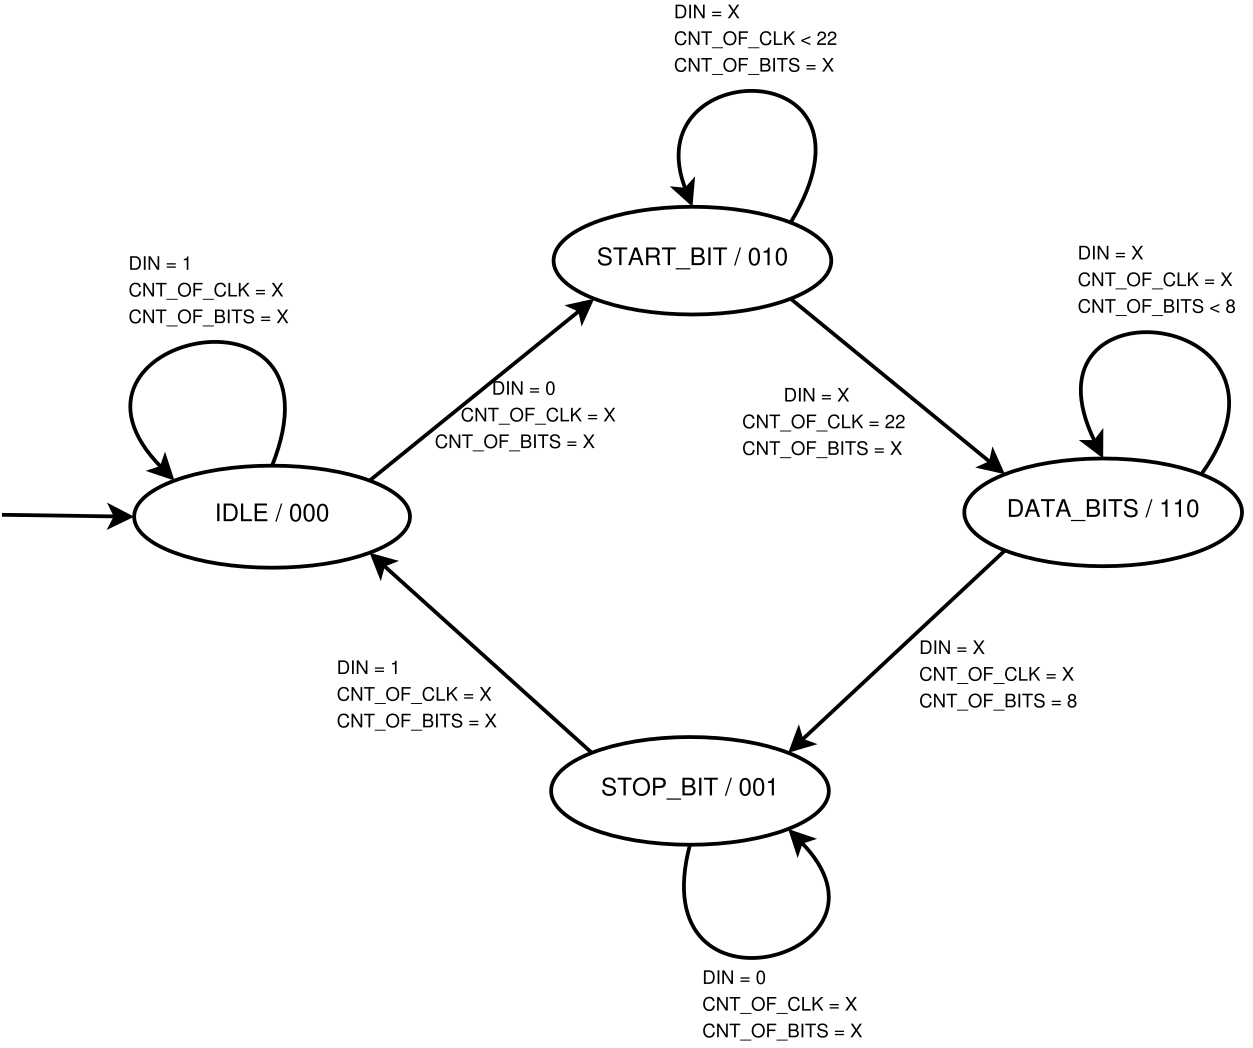 DIN = X
CNT_OF_CLK < 22
CNT_OF_BITS = X
START_BIT / 010
DIN = 1
CNT_OF_CLK = X
CNT_OF_BITS = X
DIN = X
CNT_OF_CLK = X
CNT_OF_BITS < 8
DIN = 0
CNT_OF_CLK = X
CNT_OF_BITS = X
DIN = X
CNT_OF_CLK = 22
CNT_OF_BITS = X
IDLE / 000
DATA_BITS / 110
DIN = 1
CNT_OF_CLK = X
CNT_OF_BITS = X
DIN = X
CNT_OF_CLK = X
CNT_OF_BITS = 8
STOP_BIT / 001
DIN = 0
CNT_OF_CLK = X
CNT_OF_BITS = X